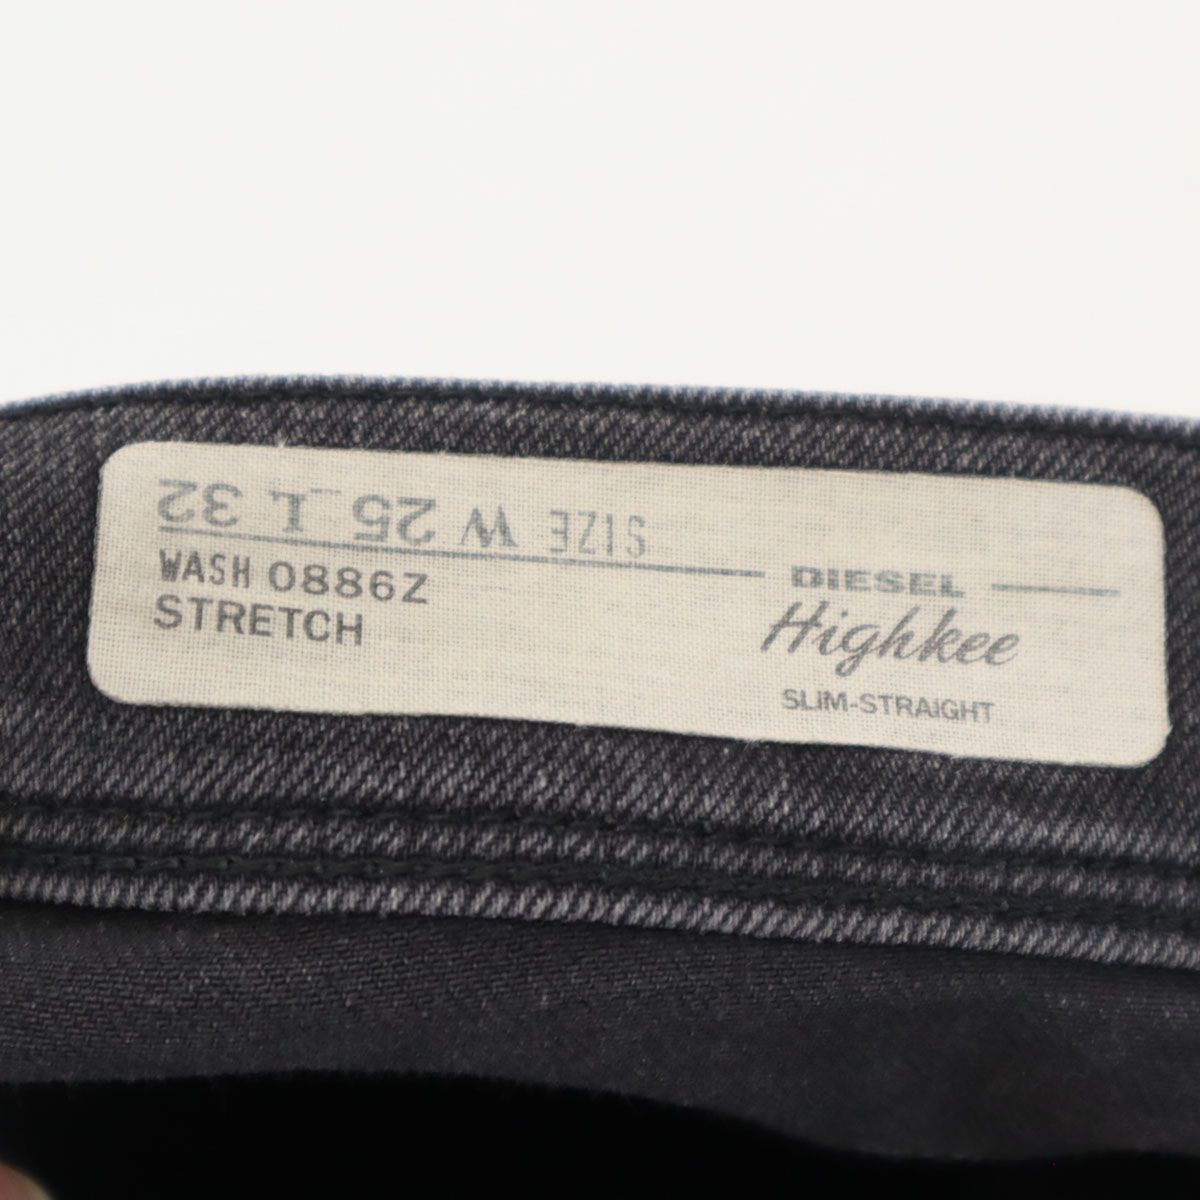 SIZE W 25 L 32
WASH 0886Z
STRETCH
DIESEL
Highkee
SLIM-STRAIGHT